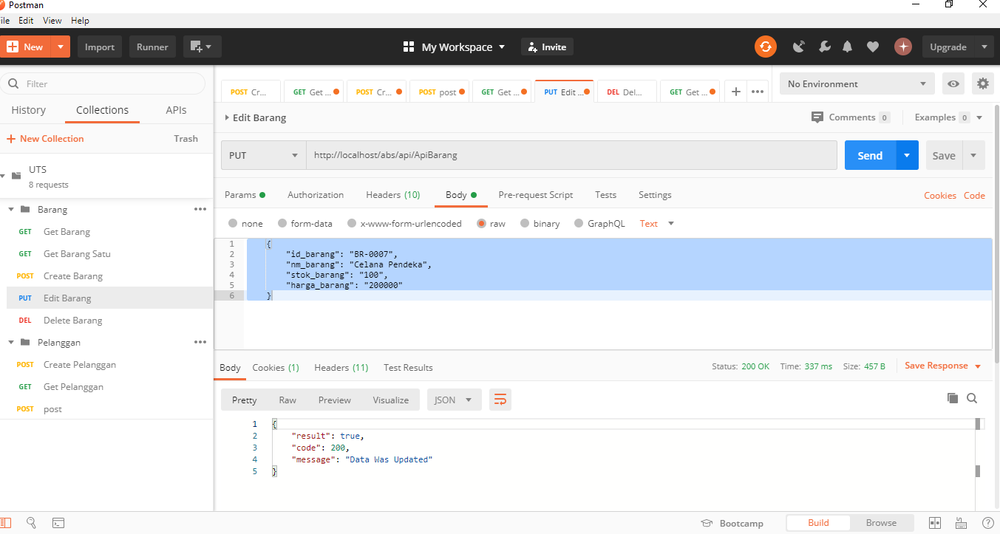 Postman
ile Edit View Help
New Import Runner My Workspace Invite Upgrade
Filter
History Collections APIs
New Collection Trash
UTS
8 requests
Barang
GET Get Barang
GET Get Barang Satu
POST Create Barang
PUT Edit Barang
DEL Delete Barang
Pelanggan
POST Create Pelanggan
GET Get Pelanggan
POST post
POST Cr... GET Get ... POST Cr... POST post GET Get ... PUT Edit ... DEL Del... GET Get ... No Environment
Edit Barang Comments 0 Examples 0
PUT http://localhost/abs/api/ApiBarang Send Save
Params Authorization Headers (10) Body Pre-request Script Tests Settings Cookies Code
none form-data x-www-form-urlencoded raw binary GraphQL Text
1 {
2 "id_barang": "BR-0007",
3 "nm_barang": "Celana Pendeka",
4 "stok_barang": "100",
5 "harga_barang": "200000"
6 }
Body Cookies (1) Headers (11) Test Results Status: 200 OK Time: 337 ms Size: 457 B Save Response
Pretty Raw Preview Visualize JSON
1 {
2 "result": true,
3 "code": 200,
4 "message": "Data Was Updated"
5 }
Bootcamp Build Browse